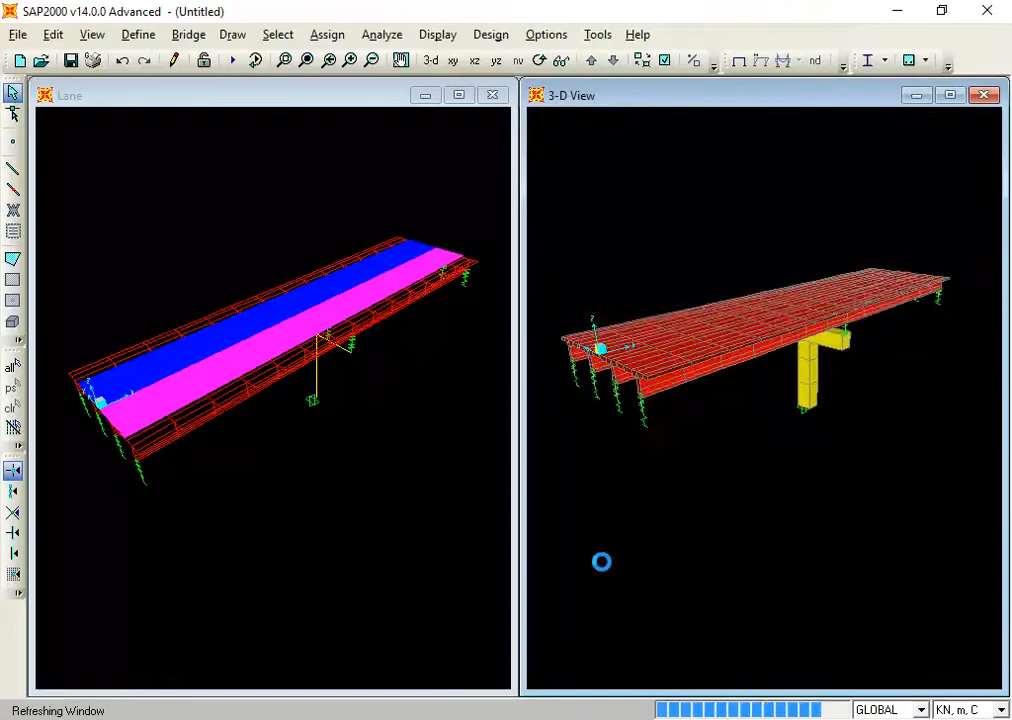 SAP2000 v14.0.0 Advanced - (Untitled)
File Edit View Define Bridge Draw Select Assign Analyze Display Design Options Tools Help
3-d xy xz yz nv nd
Lane
3-D View
all
ps
clr
Refreshing Window
GLOBAL
KN, m, C